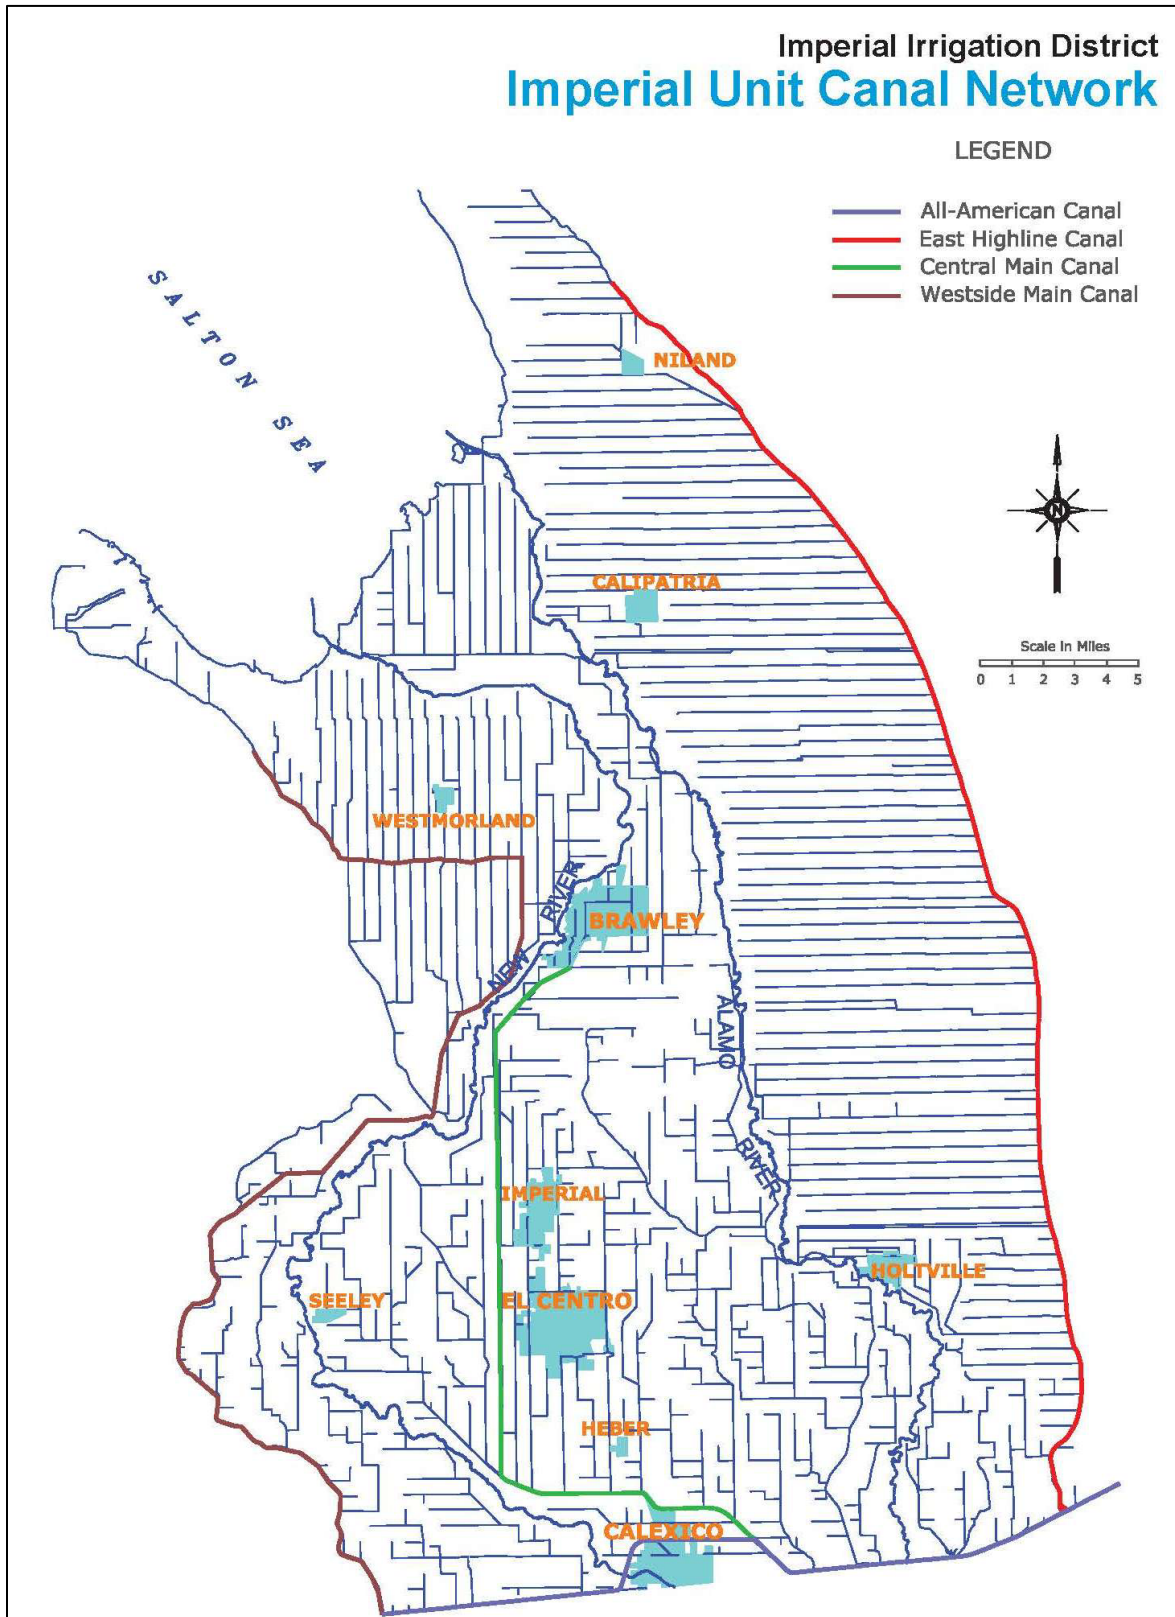 Imperial Irrigation District
Imperial Unit Canal Network
LEGEND
All-American Canal
East Highline Canal
Central Main Canal
Westside Main Canal
SALTON SEA
NILAND
N
CALIPATRIA
Scale In Miles
0 1 2 3 4 5
WESTMORLAND
NEW RIVER
BRAWLEY
ALAMO RIVER
IMPERIAL
HOLTVILLE
SEELEY
EL CENTRO
HEBER
CALEXICO